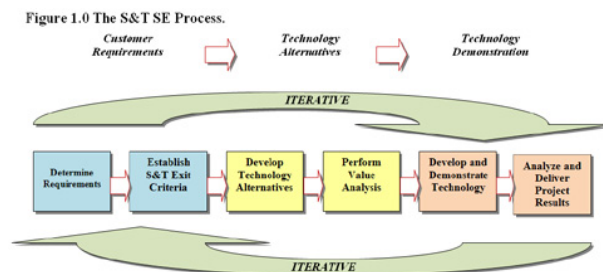 Figure 1.0 The S&T SE Process.
Customer
Requirements
Technology
Alternatives
Technology
Demonstration
ITERATIVE
Determine
Requirements
Establish
S&T Exit
Criteria
Develop
Technology
Alternatives
Perform
Value
Analysis
Develop and
Demonstrate
Technology
Analyze and
Deliver
Project
Results
ITERATIVE